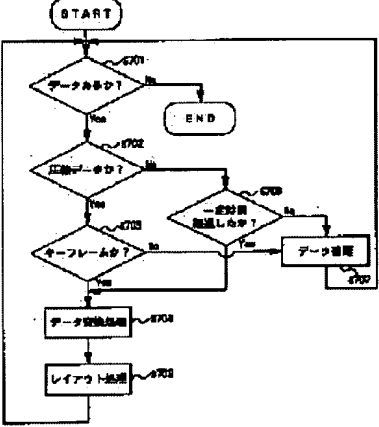 START
S701
データあるか?
No
END
Yes
S702
圧縮データか?
No
Yes
S706
一定時間
経過したか?
No
S703
キーフレームか?
No
Yes
データ
S707
Yes
データ変換処理
S704
レイアウト処理
S705